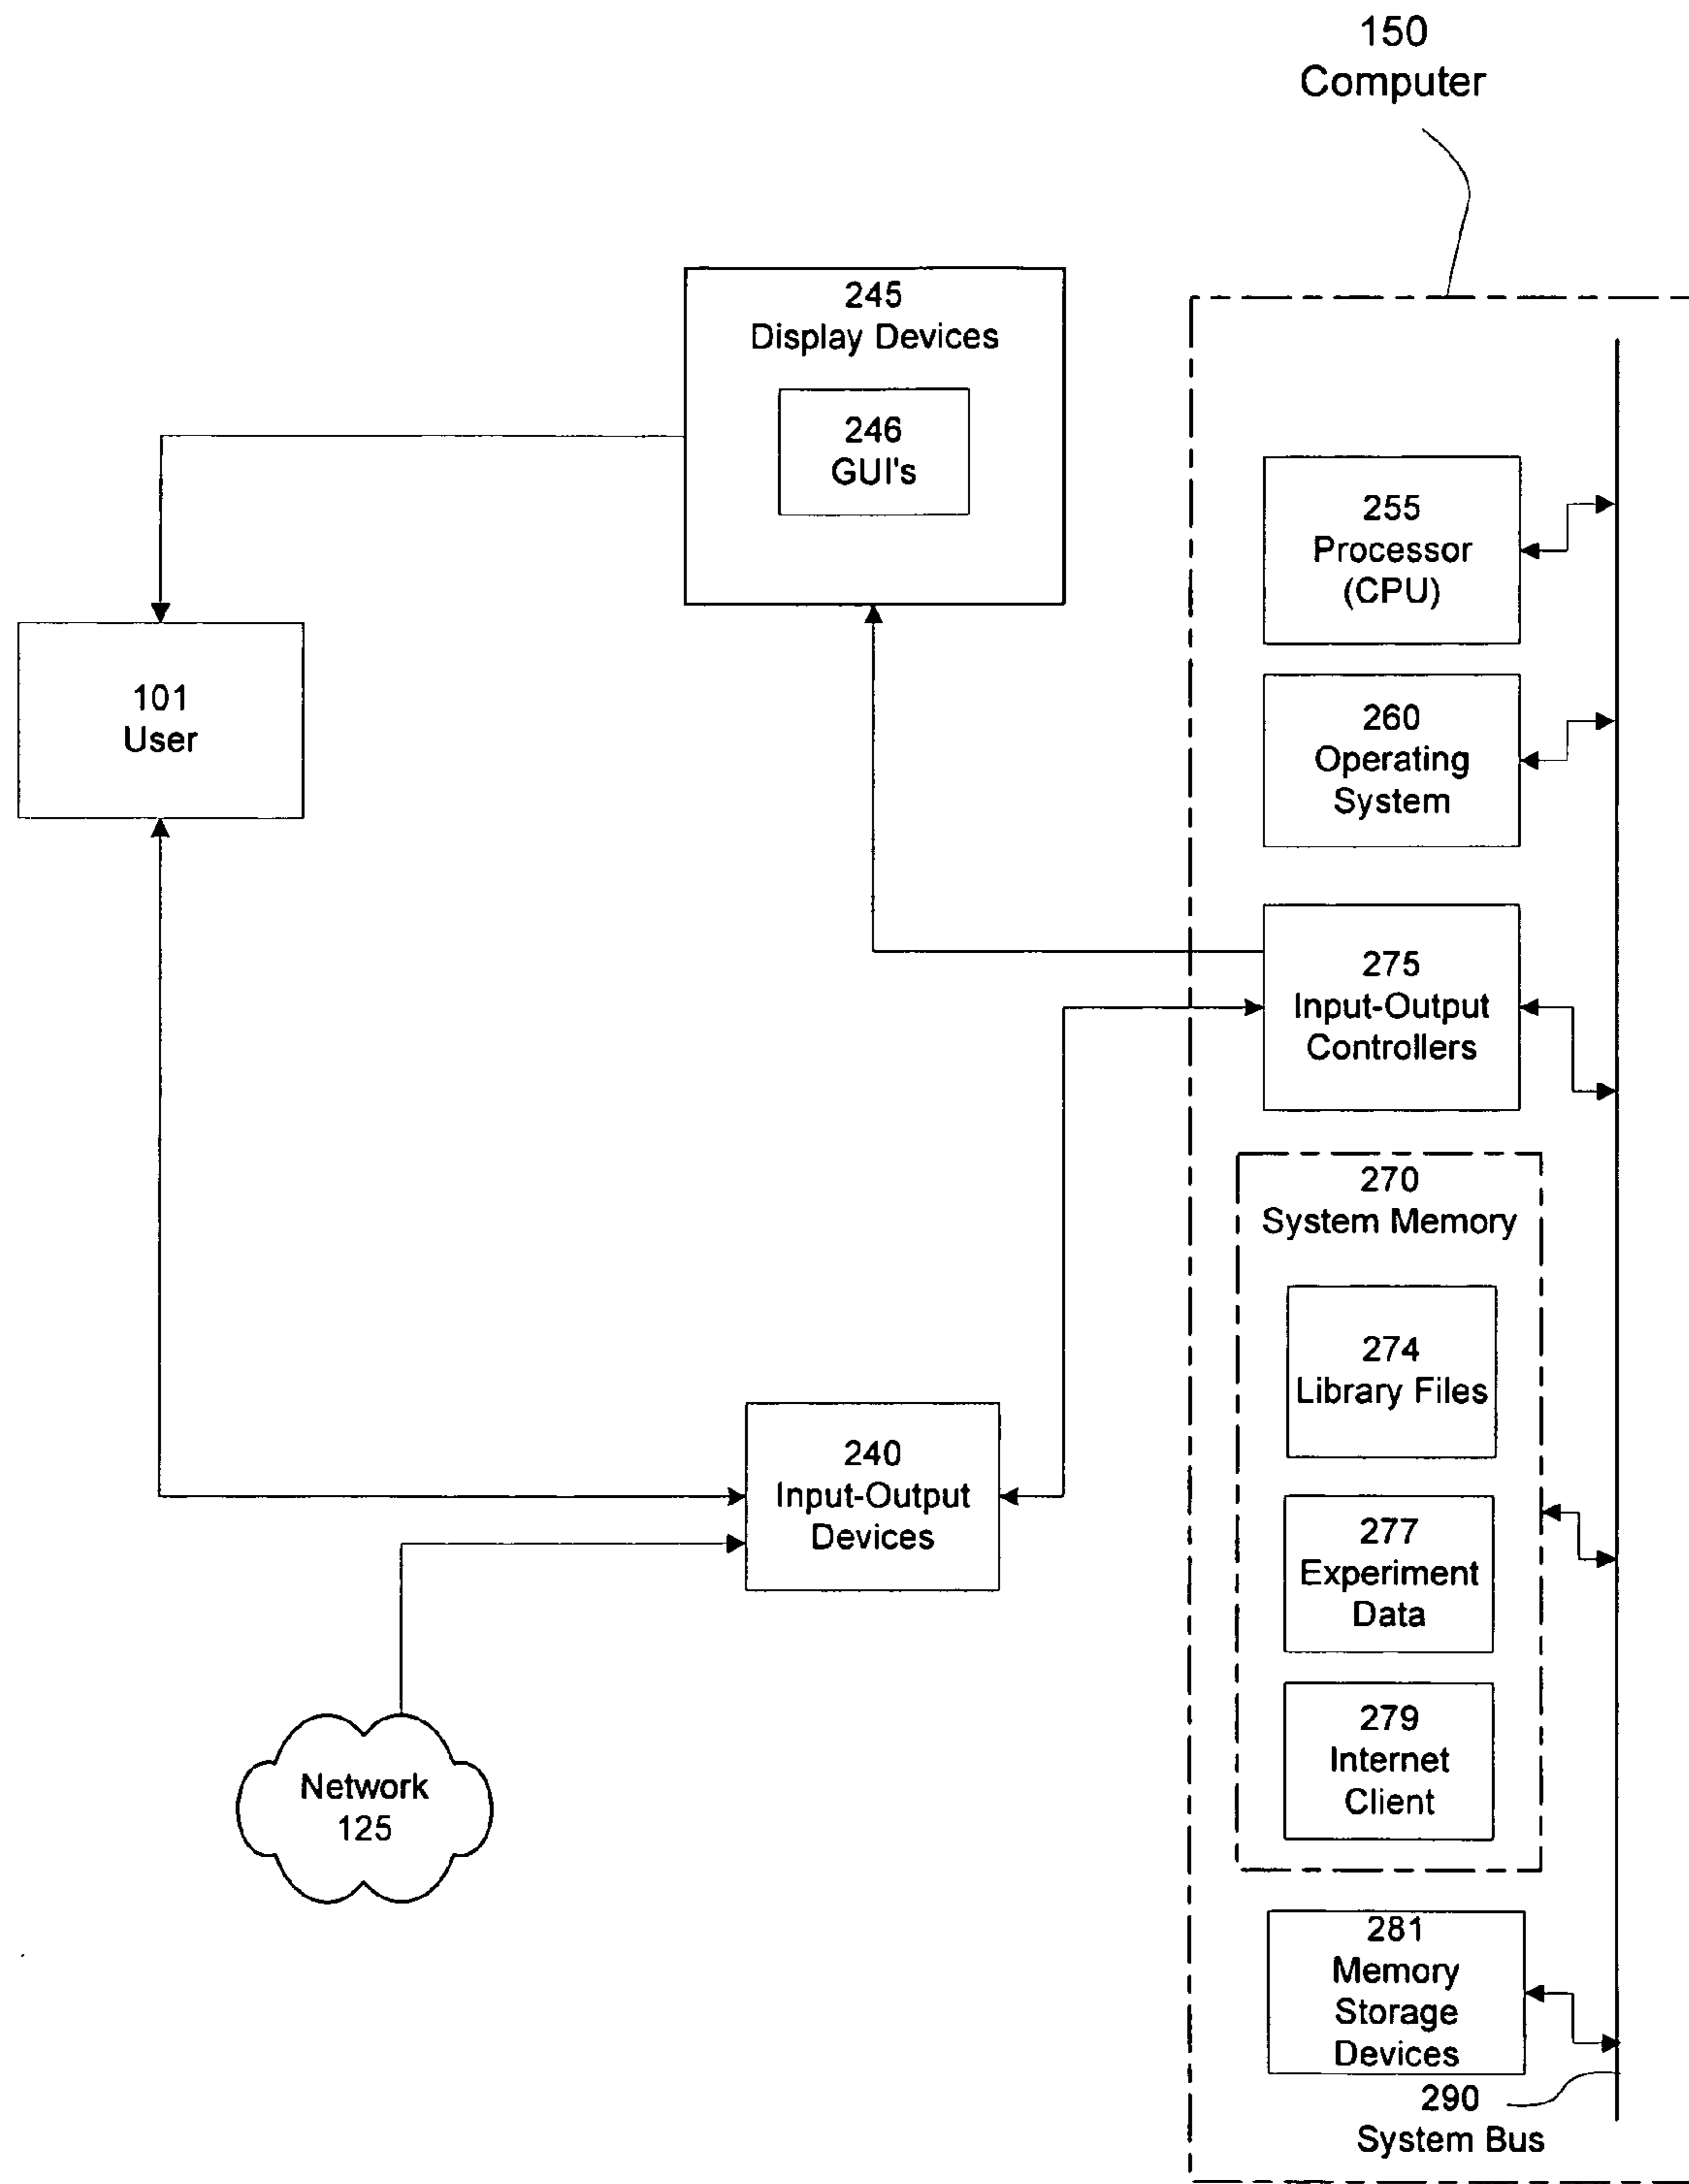 150
Computer
245
Display Devices
246
GUI's
255
Processor
(CPU)
101
User
260
Operating
System
275
Input-Output
Controllers
270
System Memory
274
Library Files
240
Input-Output
Devices
277
Experiment
Data
279
Internet
Client
Network
125
281
Memory
Storage
Devices
290
System Bus